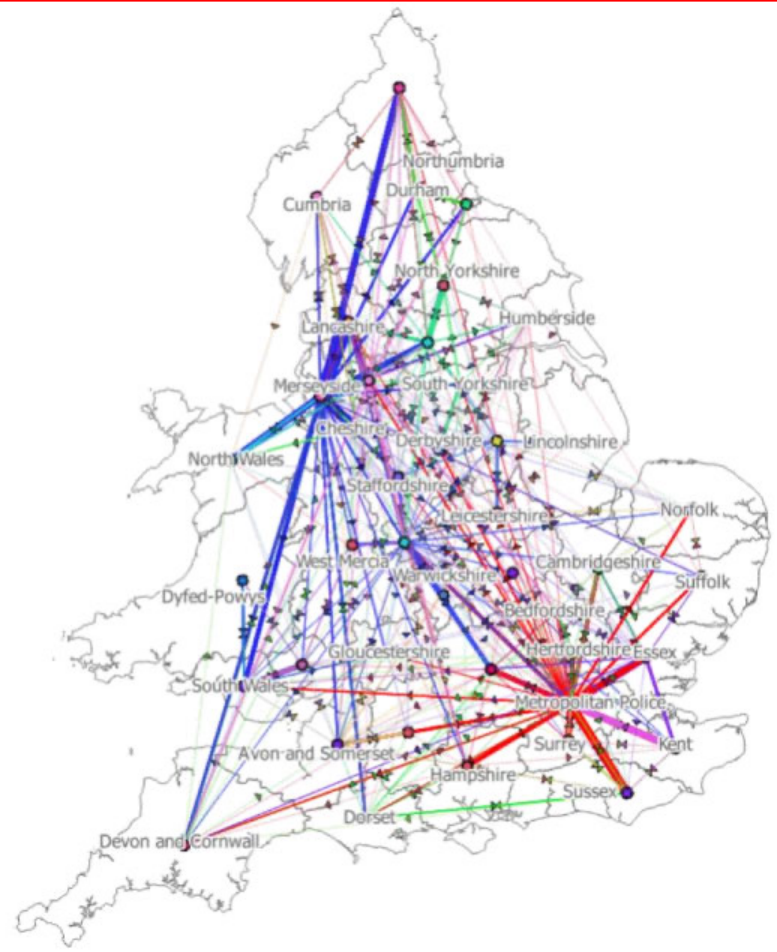 Northumbria
Durham
Cumbria
North Yorkshire
Humberside
Lancashire
Merseyside
South Yorkshire
Cheshire
Derbyshire
Lincolnshire
North Wales
Staffordshire
Leicestershire
Norfolk
West Mercia
Warwickshire
Cambridgeshire
Suffolk
Dyfed-Powys
Bedfordshire
Gloucestershire
Hertfordshire
Essex
South Wales
Metropolitan Police
Avon and Somerset
Surrey
Kent
Hampshire
Sussex
Dorset
Devon and Cornwall